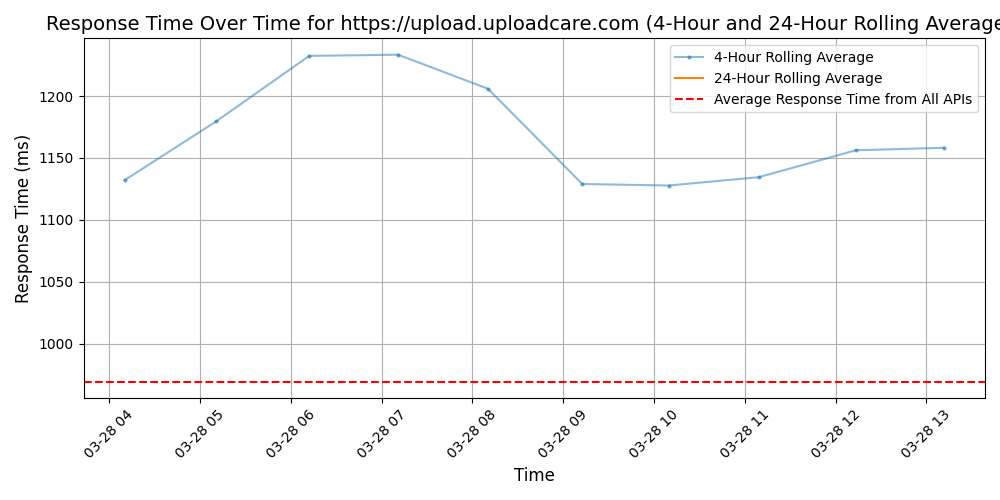 Response Time Over Time for https://upload.uploadcare.com (4-Hour and 24-Hour Rolling Average
4-Hour Rolling Average
24-Hour Rolling Average
Average Response Time from All APIs
Response Time (ms)
1200
1150
1100
1050
1000
03-28 04
03-28 05
03-28 06
03-28 07
03-28 08
03-28 09
03-28 10
03-28 11
03-28 12
03-28 13
Time